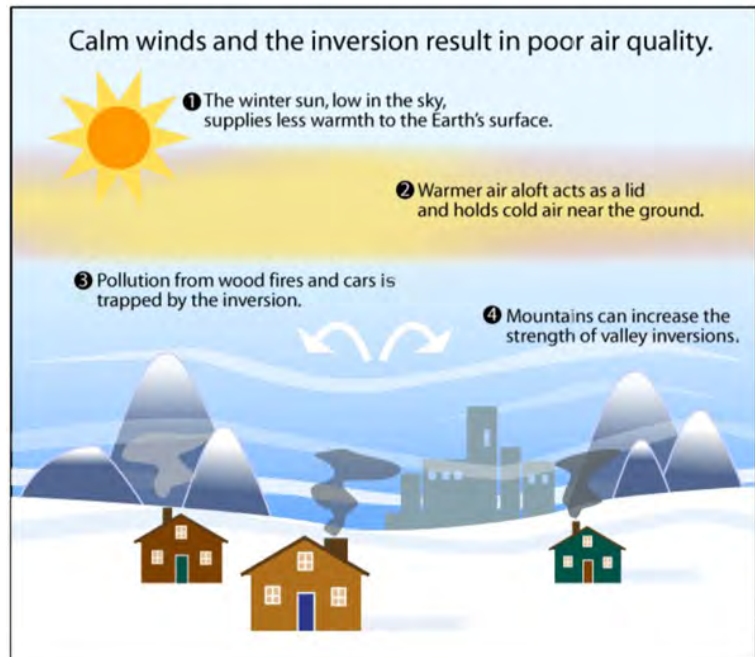 Calm winds and the inversion result in poor air quality.
❶ The winter sun, low in the sky,
supplies less warmth to the Earth's surface.
❷ Warmer air aloft acts as a lid
and holds cold air near the ground.
❸ Pollution from wood fires and cars is
trapped by the inversion.
❹ Mountains can increase the
strength of valley inversions.